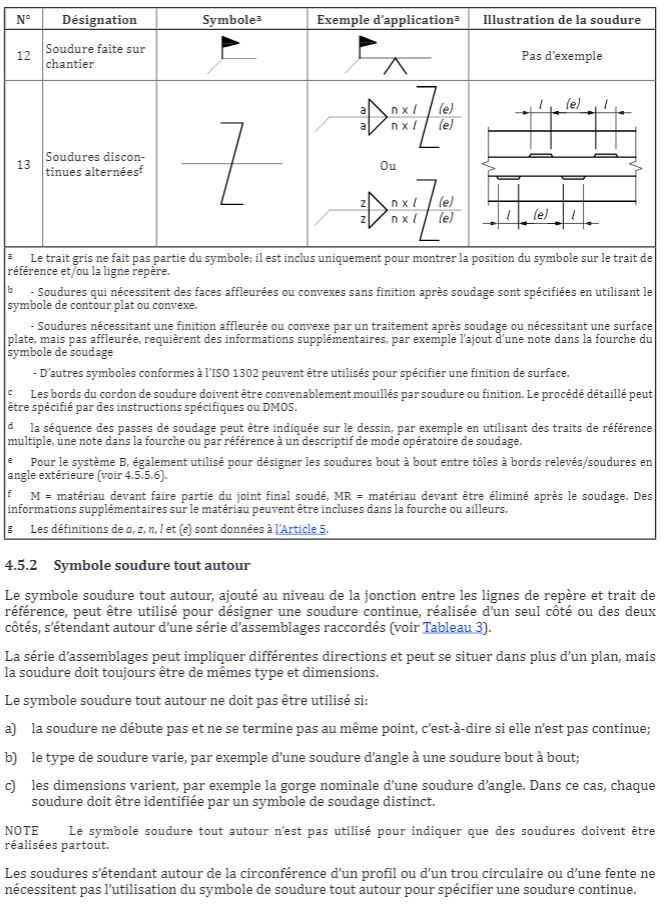 N° Désignation Symboleᵃ Exemple d'applicationᵃ Illustration de la soudure
12 Soudure faite sur chantier Pas d'exemple
13 Soudures discon-
tinues alternéesᶠ
a n x l (e)
a n x l (e)
Ou
z n x l (e)
z n x l (e)
l (e) l
l (e) l
ᵃ Le trait gris ne fait pas partie du symbole; il est inclus uniquement pour montrer la position du symbole sur le trait de
référence et/ou la ligne repère.
ᵇ - Soudures qui nécessitent des faces affleurées ou convexes sans finition après soudage sont spécifiées en utilisant le
symbole de contour plat ou convexe.
- Soudures nécessitant une finition affleurée ou convexe par un traitement après soudage ou nécessitant une surface
plate, mais pas affleurée, requièrent des informations supplémentaires, par exemple l'ajout d'une note dans la fourche du
symbole de soudage
- D'autres symboles conformes à l'ISO 1302 peuvent être utilisés pour spécifier une finition de surface.
ᶜ Les bords du cordon de soudure doivent être convenablement mouillés par soudure ou finition. Le procédé détaillé peut
être spécifié par des instructions spécifiques ou DMOS.
ᵈ la séquence des passes de soudage peut être indiquée sur le dessin, par exemple en utilisant des traits de référence
multiple, une note dans la fourche ou par référence à un descriptif de mode opératoire de soudage.
ᵉ Pour le système B, également utilisé pour désigner les soudures bout à bout entre tôles à bords relevés/soudures en
angle extérieure (voir 4.5.5.6).
ᶠ M = matériau devant faire partie du joint final soudé, MR = matériau devant être éliminé après le soudage. Des
informations supplémentaires sur le matériau peuvent être incluses dans la fourche ou ailleurs.
ᵍ Les définitions de a, z, n, l et (e) sont données à l'Article 5.
4.5.2 Symbole soudure tout autour
Le symbole soudure tout autour, ajouté au niveau de la jonction entre les lignes de repère et trait de
référence, peut être utilisé pour désigner une soudure continue, réalisée d'un seul côté ou des deux
côtés, s'étendant autour d'une série d'assemblages raccordés (voir Tableau 3).
La série d'assemblages peut impliquer différentes directions et peut se situer dans plus d'un plan, mais
la soudure doit toujours être de mêmes type et dimensions.
Le symbole soudure tout autour ne doit pas être utilisé si:
a) la soudure ne débute pas et ne se termine pas au même point, c'est-à-dire si elle n'est pas continue;
b) le type de soudure varie, par exemple d'une soudure d'angle à une soudure bout à bout;
c) les dimensions varient, par exemple la gorge nominale d'une soudure d'angle. Dans ce cas, chaque
soudure doit être identifiée par un symbole de soudage distinct.
NOTE Le symbole soudure tout autour n'est pas utilisé pour indiquer que des soudures doivent être
réalisées partout.
Les soudures s'étendant autour de la circonférence d'un profil ou d'un trou circulaire ou d'une fente ne
nécessitent pas l'utilisation du symbole de soudure tout autour pour spécifier une soudure continue.